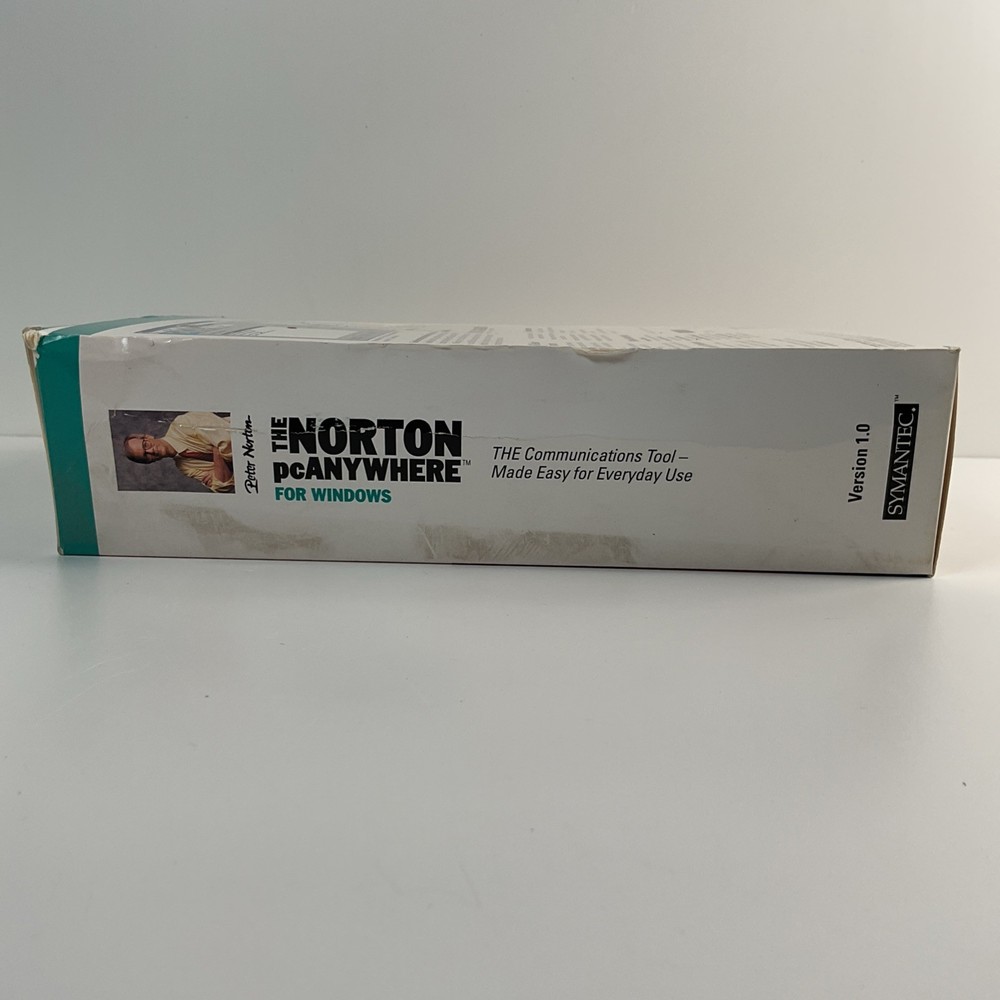 Peter Norton
THE NORTON
pcANYWHERE™
FOR WINDOWS
THE Communications Tool –
Made Easy for Everyday Use
Version 1.0
SYMANTEC.™